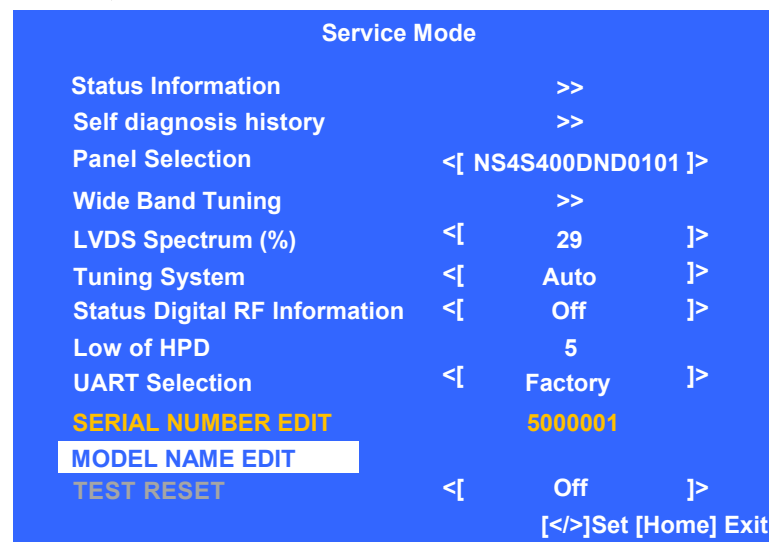 Service Mode
Status Information >>
Self diagnosis history >>
Panel Selection <[ NS4S400DND0101 ]>
Wide Band Tuning >>
LVDS Spectrum (%) <[ 29 ]>
Tuning System <[ Auto ]>
Status Digital RF Information <[ Off ]>
Low of HPD 5
UART Selection <[ Factory ]>
SERIAL NUMBER EDIT 5000001
MODEL NAME EDIT
TEST RESET <[ Off ]>
[</>]Set [Home] Exit